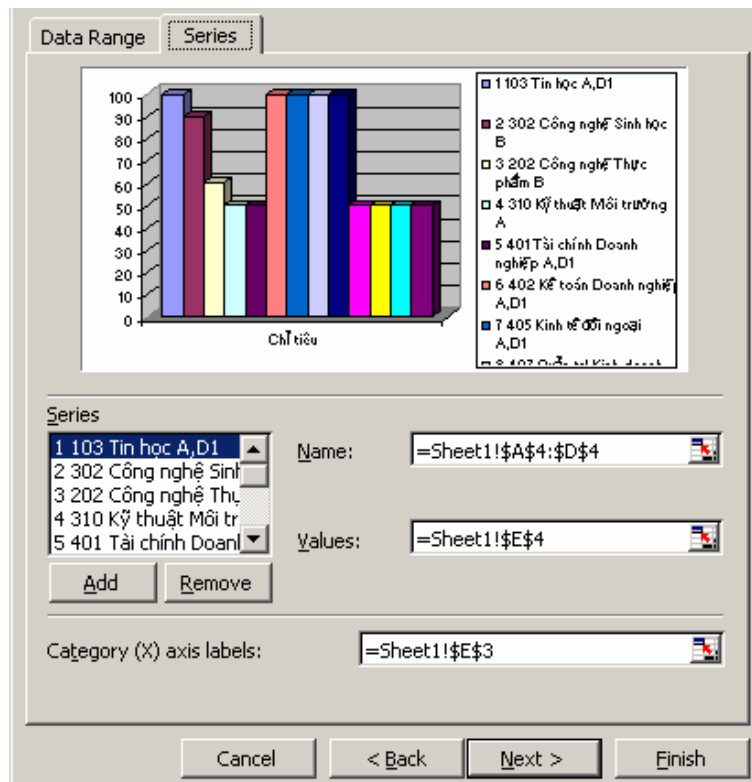 Data Range
Series
100
90
80
70
60
50
40
30
20
10
0
Chỉ tiêu
1 103 Tin học A,D1
2 302 Công nghệ Sinh học
B
3 202 Công nghệ Thực
phẩm B
4 310 Kỹ thuật Môi trường
A
5 401 Tài chính Doanh
nghiệp A,D1
6 402 Kế toán Doanh nghiệp
A,D1
7 405 Kinh tế đối ngoại
A,D1
Series
1 103 Tin học A,D1
2 302 Công nghệ Sinh
3 202 Công nghệ Thự
4 310 Kỹ thuật Môi tr
5 401 Tài chính Doanl
Name:
=Sheet1!$A$4:$D$4
Values:
=Sheet1!$E$4
Add
Remove
Category (X) axis labels:
=Sheet1!$E$3
Cancel
< Back
Next >
Finish